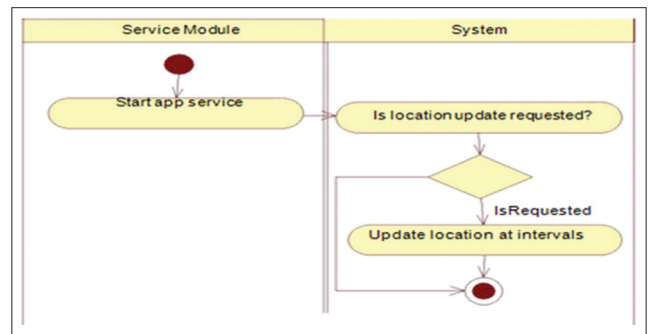 Service Module
System
Start app service
Is location update requested?
IsRequested
Update location at intervals